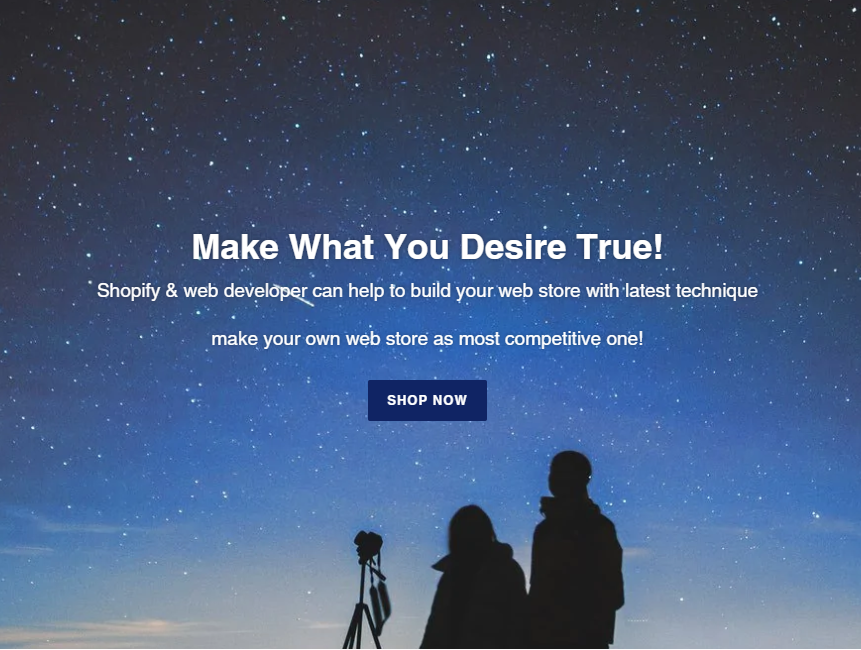 Make What You Desire True!
Shopify & web developer can help to build your web store with latest technique
make your own web store as most competitive one!
SHOP NOW